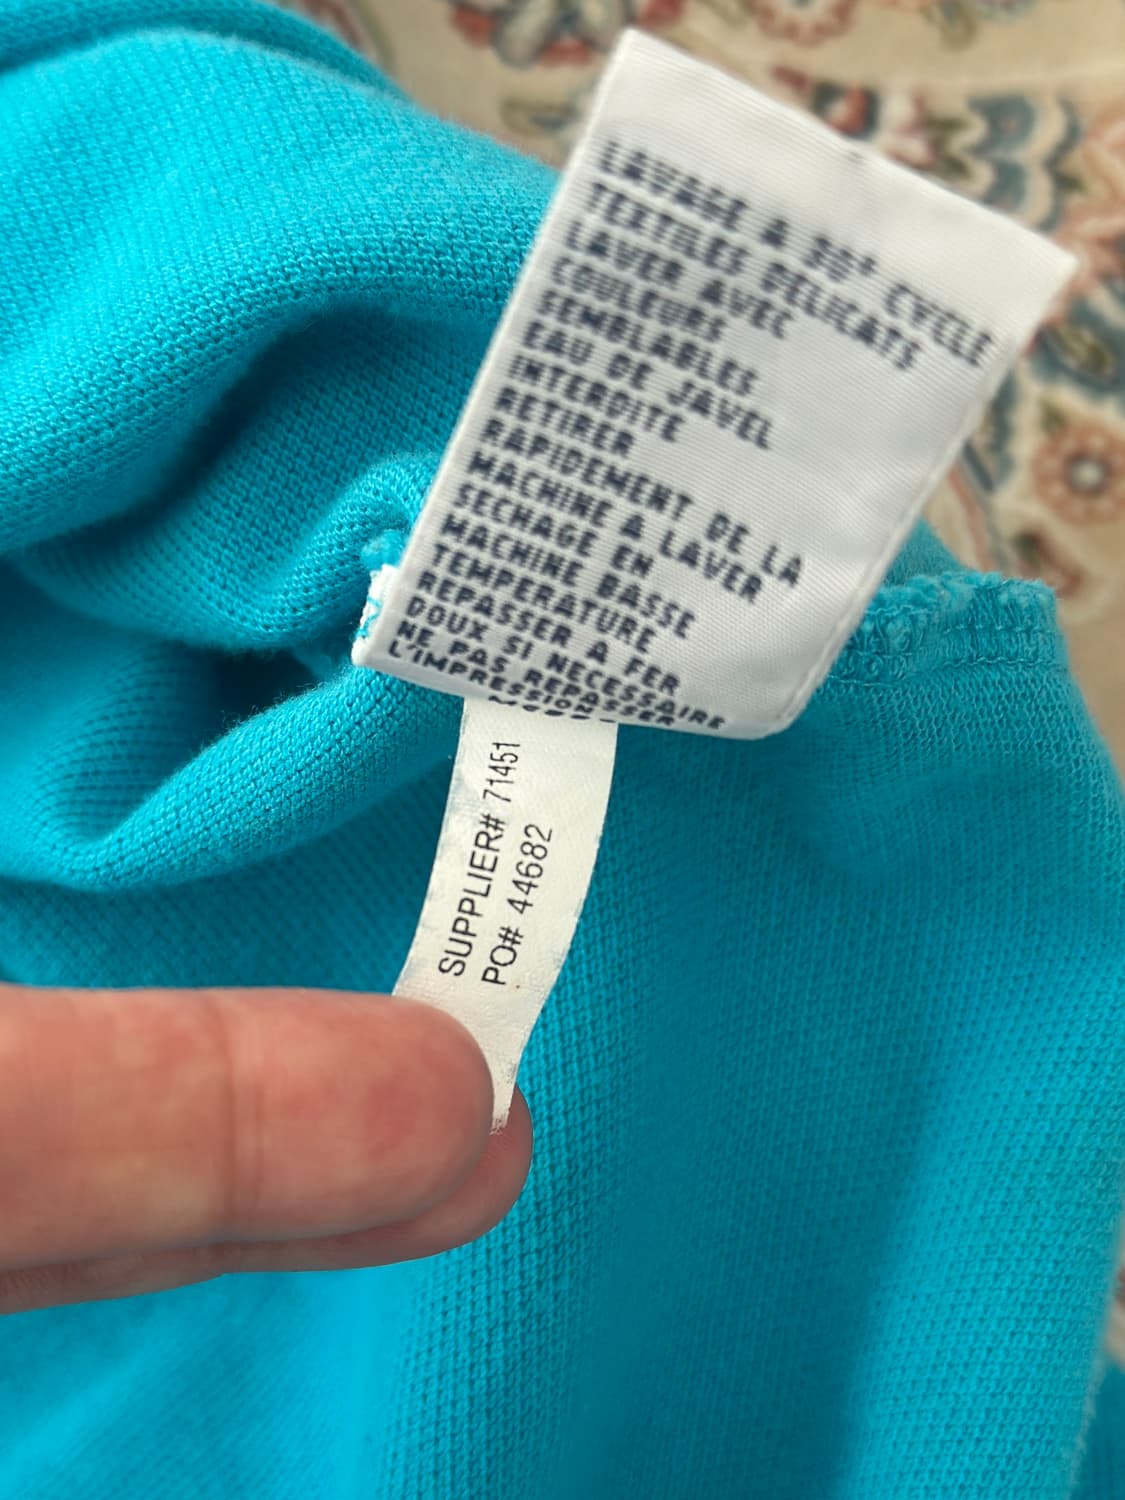 LAVAGE A 30° CYCLE
TEXTILES DELICATS
LAVER AVEC
COULEURS
SEMBLABLES
EAU DE JAVEL
INTERDITE
RETIRER
RAPIDEMENT DE LA
MACHINE A LAVER
SECHAGE EN
MACHINE BASSE
TEMPERATURE
REPASSER A FER
DOUX SI NECESSAIRE
NE PAS REPASSER
L'IMPRESSION
SUPPLIER# 71451
PO# 44682